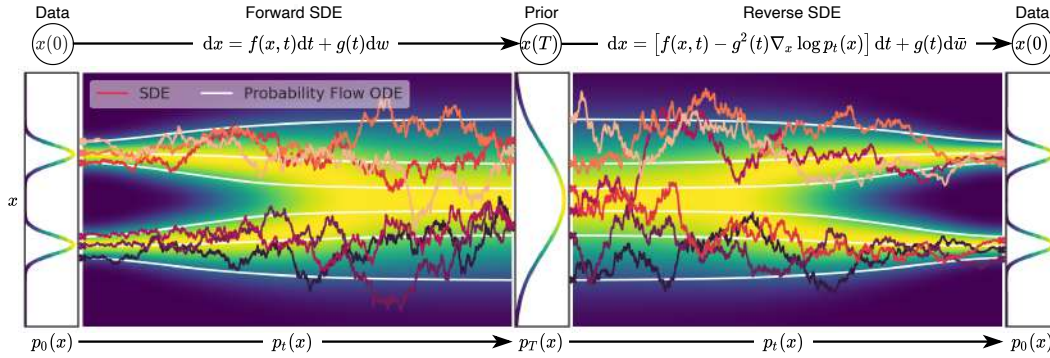 Data Forward SDE Prior Reverse SDE Data
x(0) dx = f(x, t)dt + g(t)dw x(T) dx = [f(x, t) − g²(t)∇ₓ log pₜ(x)] dt + g(t)dw̄ x(0)
SDE Probability Flow ODE
x
p₀(x) pₜ(x) p_T(x) pₜ(x) p₀(x)